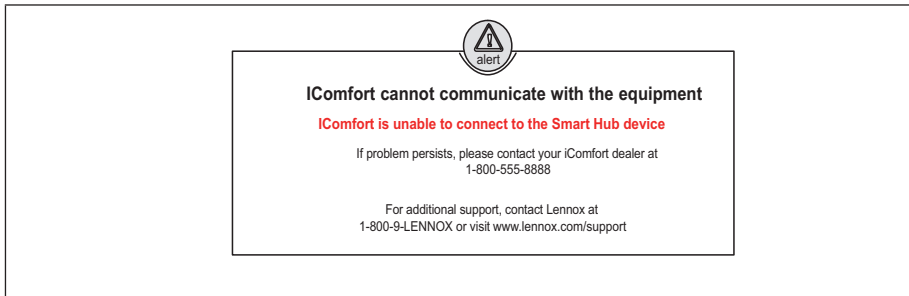 alert
IComfort cannot communicate with the equipment
IComfort is unable to connect to the Smart Hub device
If problem persists, please contact your iComfort dealer at
1-800-555-8888
For additional support, contact Lennox at
1-800-9-LENNOX or visit www.lennox.com/support